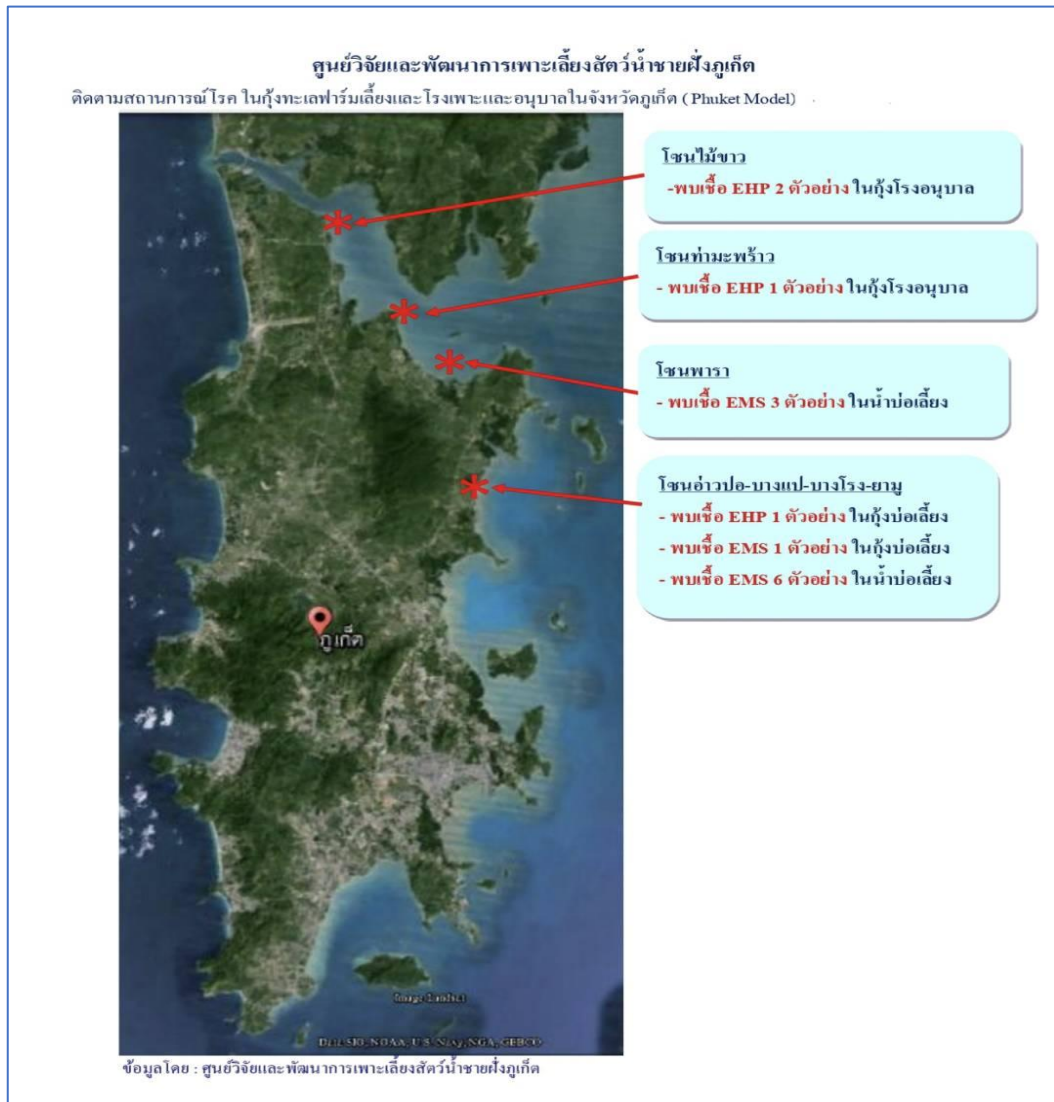 ศูนย์วิจัยและพัฒนาการเพาะเลี้ยงสัตว์น้ำชายฝั่งภูเก็ต
ติดตามสถานการณ์โรค ในกุ้งทะเลฟาร์มเลี้ยงและโรงเพาะและอนุบาลในจังหวัดภูเก็ต ( Phuket Model)
โซนไม้ขาว
-พบเชื้อ EHP 2 ตัวอย่าง ในกุ้งโรงอนุบาล
โซนท่ามะพร้าว
- พบเชื้อ EHP 1 ตัวอย่าง ในกุ้งโรงอนุบาล
โซนพารา
- พบเชื้อ EMS 3 ตัวอย่าง ในน้ำบ่อเลี้ยง
โซนอ่าวปอ-บางแป-บางโรง-ยามู
- พบเชื้อ EHP 1 ตัวอย่าง ในกุ้งบ่อเลี้ยง
- พบเชื้อ EMS 1 ตัวอย่าง ในกุ้งบ่อเลี้ยง
- พบเชื้อ EMS 6 ตัวอย่าง ในน้ำบ่อเลี้ยง
ภูเก็ต
Image Landsat
Data SIO, NOAA, U.S. Navy, NGA, GEBCO
ข้อมูลโดย : ศูนย์วิจัยและพัฒนาการเพาะเลี้ยงสัตว์น้ำชายฝั่งภูเก็ต